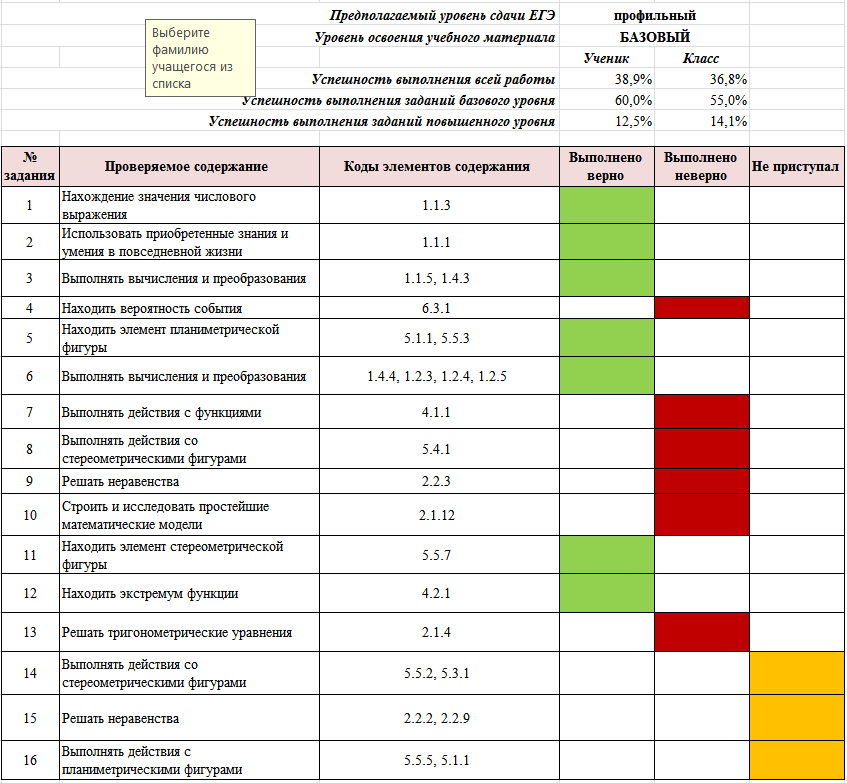 Предполагаемый уровень сдачи ЕГЭ профильный
Уровень освоения учебного материала БАЗОВЫЙ
Выберите
фамилию
учащегося из
списка
Ученик Класс
Успешность выполнения всей работы 38,9% 36,8%
Успешность выполнения заданий базового уровня 60,0% 55,0%
Успешность выполнения заданий повышенного уровня 12,5% 14,1%
№ задания Проверяемое содержание Коды элементов содержания Выполнено верно Выполнено неверно Не приступал
1 Нахождение значения числового
выражения 1.1.3
2 Использовать приобретенные знания и
умения в повседневной жизни 1.1.1
3 Выполнять вычисления и преобразования 1.1.5, 1.4.3
4 Находить вероятность события 6.3.1
5 Находить элемент планиметрической
фигуры 5.1.1, 5.5.3
6 Выполнять вычисления и преобразования 1.4.4, 1.2.3, 1.2.4, 1.2.5
7 Выполнять действия с функциями 4.1.1
8 Выполнять действия со
стереометрическими фигурами 5.4.1
9 Решать неравенства 2.2.3
10 Строить и исследовать простейшие
математические модели 2.1.12
11 Находить элемент стереометрической
фигуры 5.5.7
12 Находить экстремум функции 4.2.1
13 Решать тригонометрические уравнения 2.1.4
14 Выполнять действия со
стереометрическими фигурами 5.5.2, 5.3.1
15 Решать неравенства 2.2.2, 2.2.9
16 Выполнять действия с
планиметрическими фигурами 5.5.5, 5.1.1